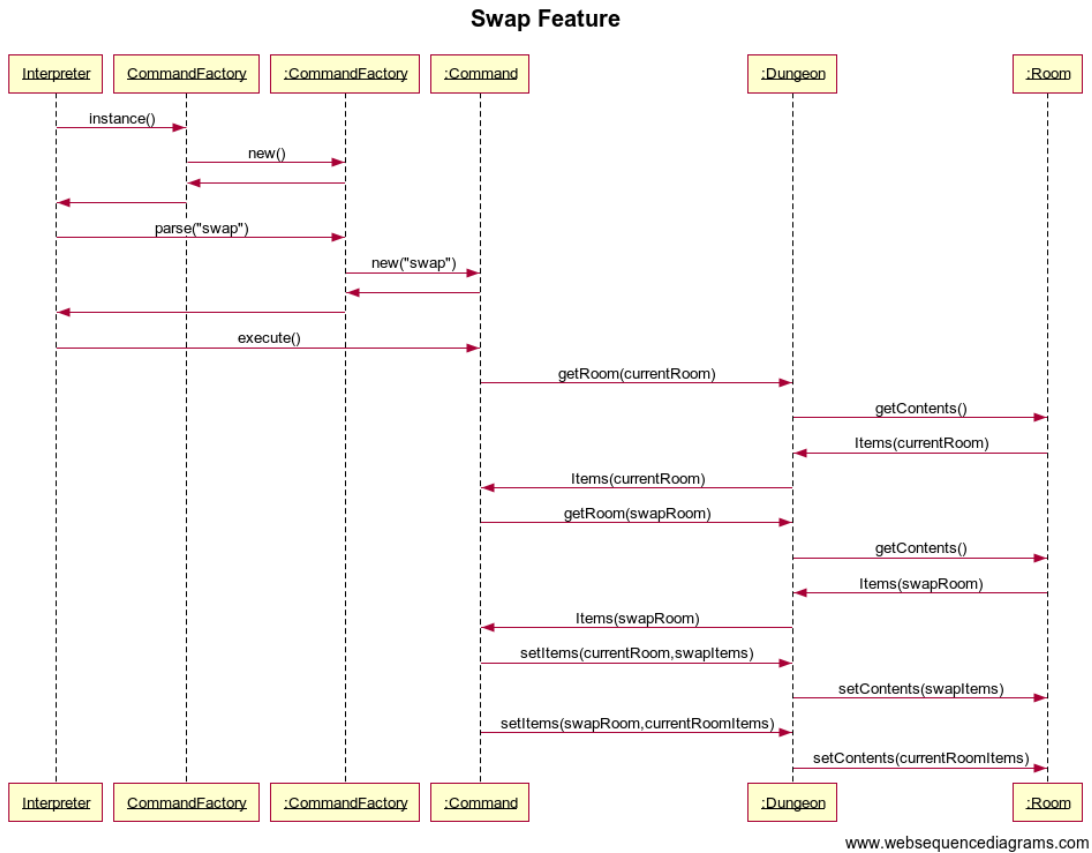 Swap Feature
Interpreter CommandFactory :CommandFactory :Command :Dungeon :Room
instance()
new()
parse("swap")
new("swap")
execute()
getRoom(currentRoom)
getContents()
Items(currentRoom)
Items(currentRoom)
getRoom(swapRoom)
getContents()
Items(swapRoom)
Items(swapRoom)
setItems(currentRoom,swapItems)
setContents(swapItems)
setItems(swapRoom,currentRoomItems)
setContents(currentRoomItems)
Interpreter CommandFactory :CommandFactory :Command :Dungeon :Room
www.websequencediagrams.com